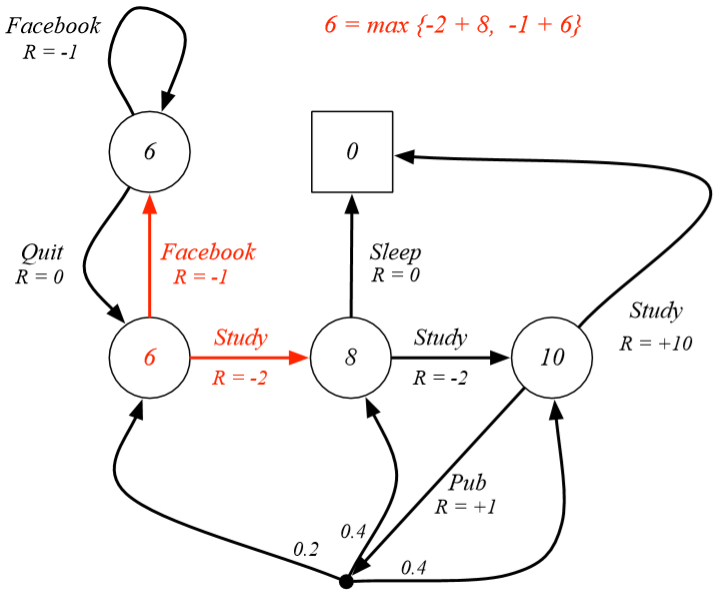 Facebook
R = -1
6 = max {-2 + 8, -1 + 6}
6
0
Quit
R = 0
Facebook
R = -1
Sleep
R = 0
Study
R = +10
6
Study
R = -2
8
Study
R = -2
10
Pub
R = +1
0.4
0.2
0.4